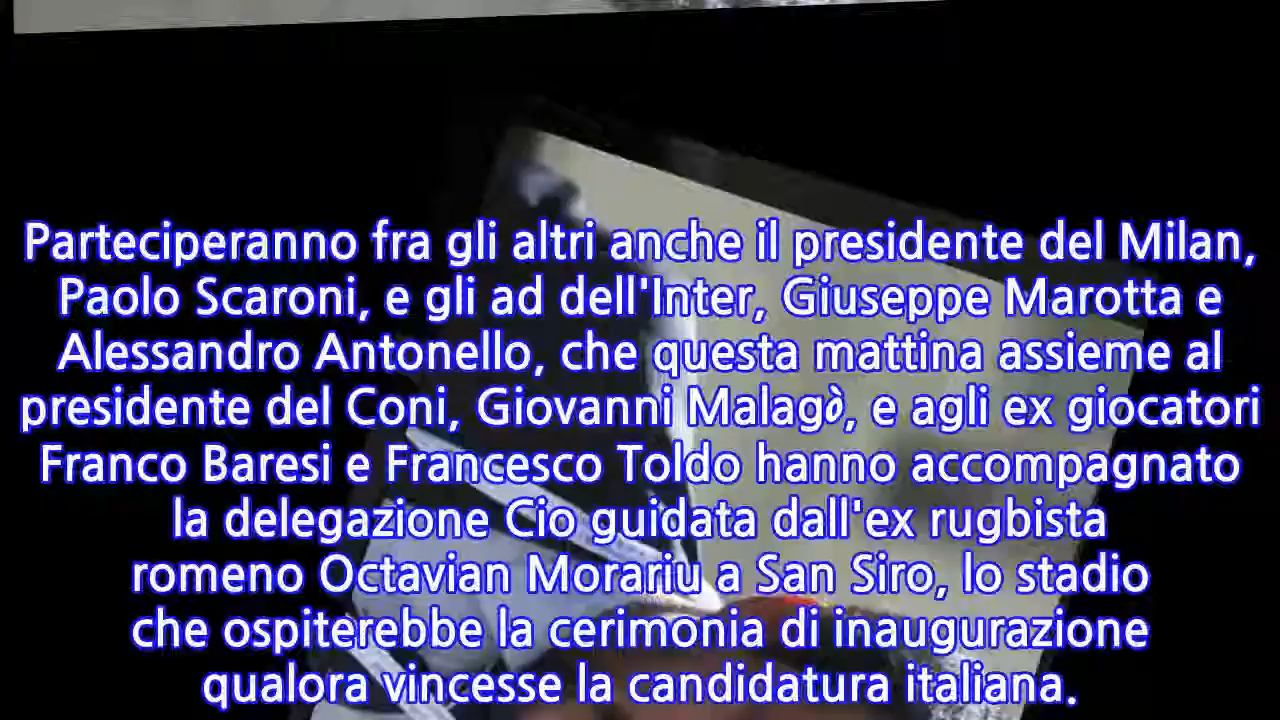 Parteciperanno fra gli altri anche il presidente del Milan,
Paolo Scaroni, e gli ad dell'Inter, Giuseppe Marotta e
Alessandro Antonello, che questa mattina assieme al
presidente del Coni, Giovanni Malagò, e agli ex giocatori
Franco Baresi e Francesco Toldo hanno accompagnato
la delegazione Cio guidata dall'ex rugbista
romeno Octavian Morariu a San Siro, lo stadio
che ospiterebbe la cerimonia di inaugurazione
qualora vincesse la candidatura italiana.